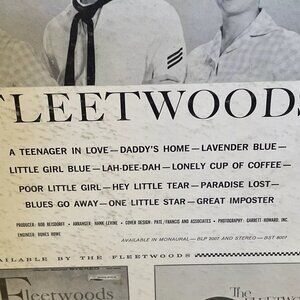 FLEETWOODS
A TEENAGER IN LOVE — DADDY'S HOME — LAVENDER BLUE —
LITTLE GIRL BLUE — LAH-DEE-DAH — LONELY CUP OF COFFEE —
POOR LITTLE GIRL — HEY LITTLE TEAR — PARADISE LOST —
BLUES GO AWAY — ONE LITTLE STAR — GREAT IMPOSTER
PRODUCER: BOB REISDORFF • ARRANGER: HANK LEVINE • COVER DESIGN: PATE/FRANCIS AND ASSOCIATES • PHOTOGRAPHY: GARRETT-HOWARD, INC.
ENGINEER: BONES HOWE
AVAILABLE IN MONAURAL — BLP 2007 AND STEREO — BST 8007
AILABLE BY THE FLEETWOODS
Fleetwoods
The